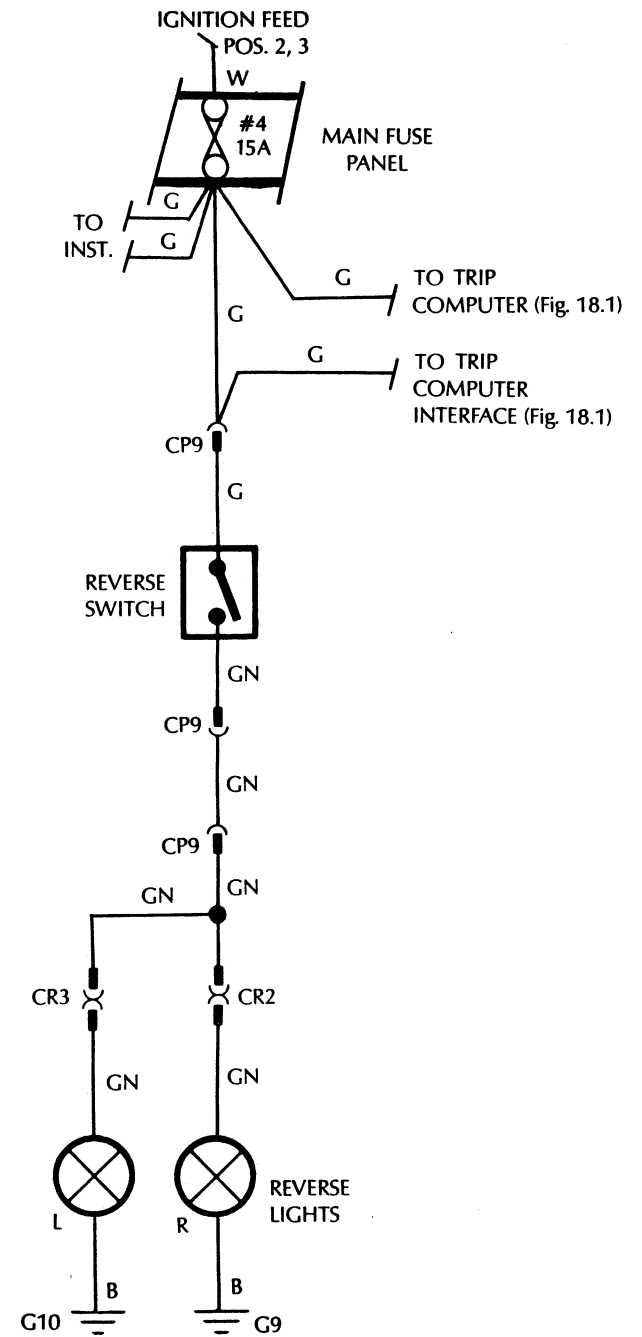 IGNITION FEED
POS. 2, 3
W
#4
15A
MAIN FUSE
PANEL
G
TO
INST.
G
G
TO TRIP
COMPUTER (Fig. 18.1)
G
G
TO TRIP
COMPUTER
INTERFACE (Fig. 18.1)
CP9
G
REVERSE
SWITCH
GN
CP9
GN
CP9
GN
GN
CR3
CR2
GN
GN
REVERSE
LIGHTS
L
R
B
B
G10
G9